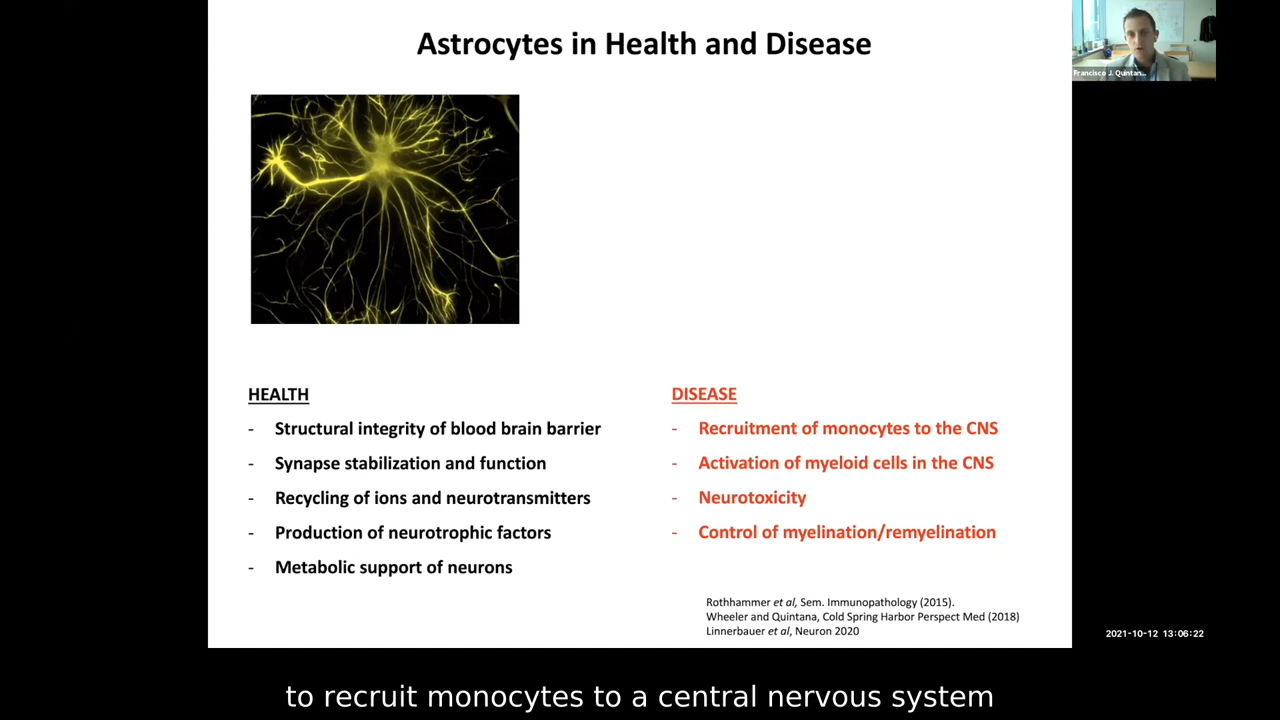 Astrocytes in Health and Disease
Francisco J. Quintan...
HEALTH
- Structural integrity of blood brain barrier
- Synapse stabilization and function
- Recycling of ions and neurotransmitters
- Production of neurotrophic factors
- Metabolic support of neurons
DISEASE
- Recruitment of monocytes to the CNS
- Activation of myeloid cells in the CNS
- Neurotoxicity
- Control of myelination/remyelination
Rothhammer et al, Sem. Immunopathology (2015).
Wheeler and Quintana, Cold Spring Harbor Perspect Med (2018)
Linnerbauer et al, Neuron 2020
2021-10-12 13:06:22
to recruit monocytes to a central nervous system